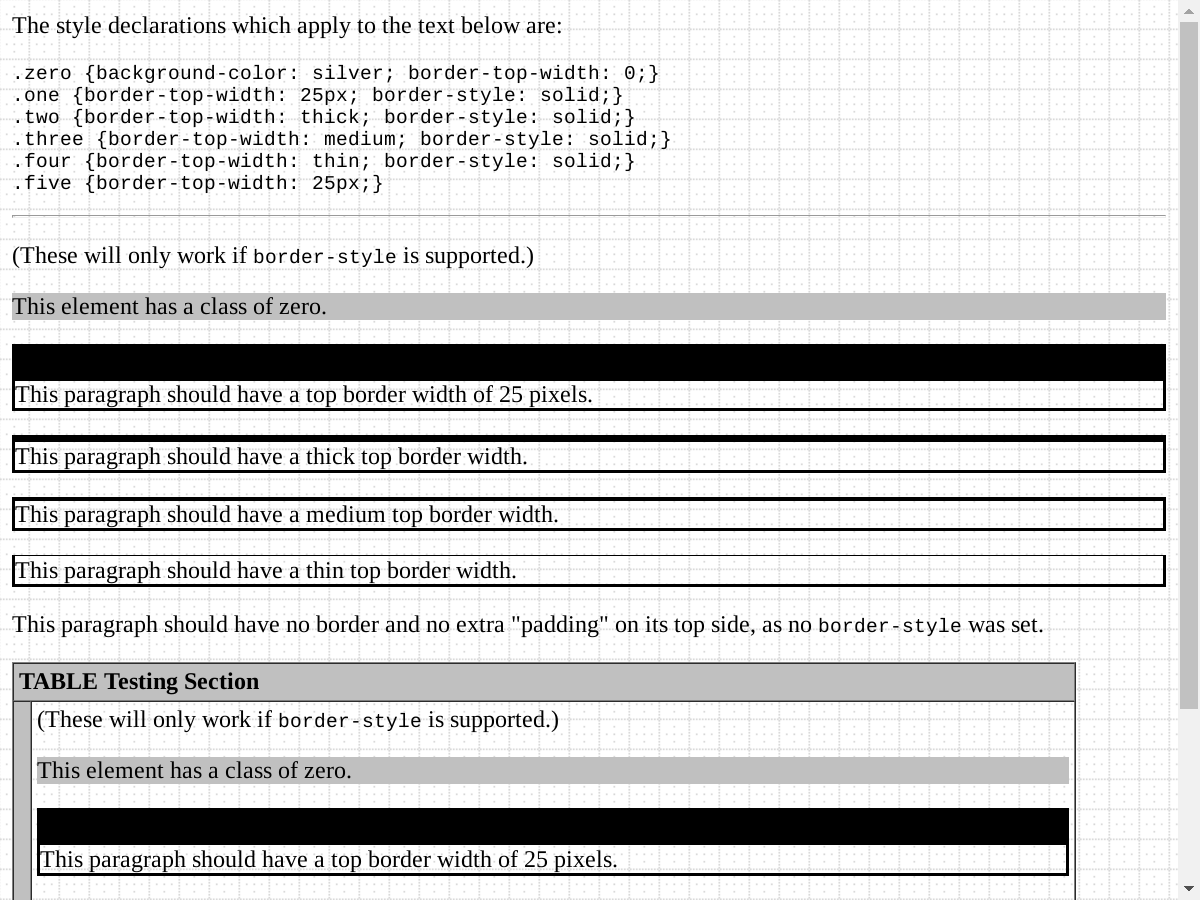 The style declarations which apply to the text below are:
.zero {background-color: silver; border-top-width: 0;}
.one {border-top-width: 25px; border-style: solid;}
.two {border-top-width: thick; border-style: solid;}
.three {border-top-width: medium; border-style: solid;}
.four {border-top-width: thin; border-style: solid;}
.five {border-top-width: 25px;}
(These will only work if border-style is supported.)
This element has a class of zero.
This paragraph should have a top border width of 25 pixels.
This paragraph should have a thick top border width.
This paragraph should have a medium top border width.
This paragraph should have a thin top border width.
This paragraph should have no border and no extra "padding" on its top side, as no border-style was set.
TABLE Testing Section
(These will only work if border-style is supported.)
This element has a class of zero.
This paragraph should have a top border width of 25 pixels.